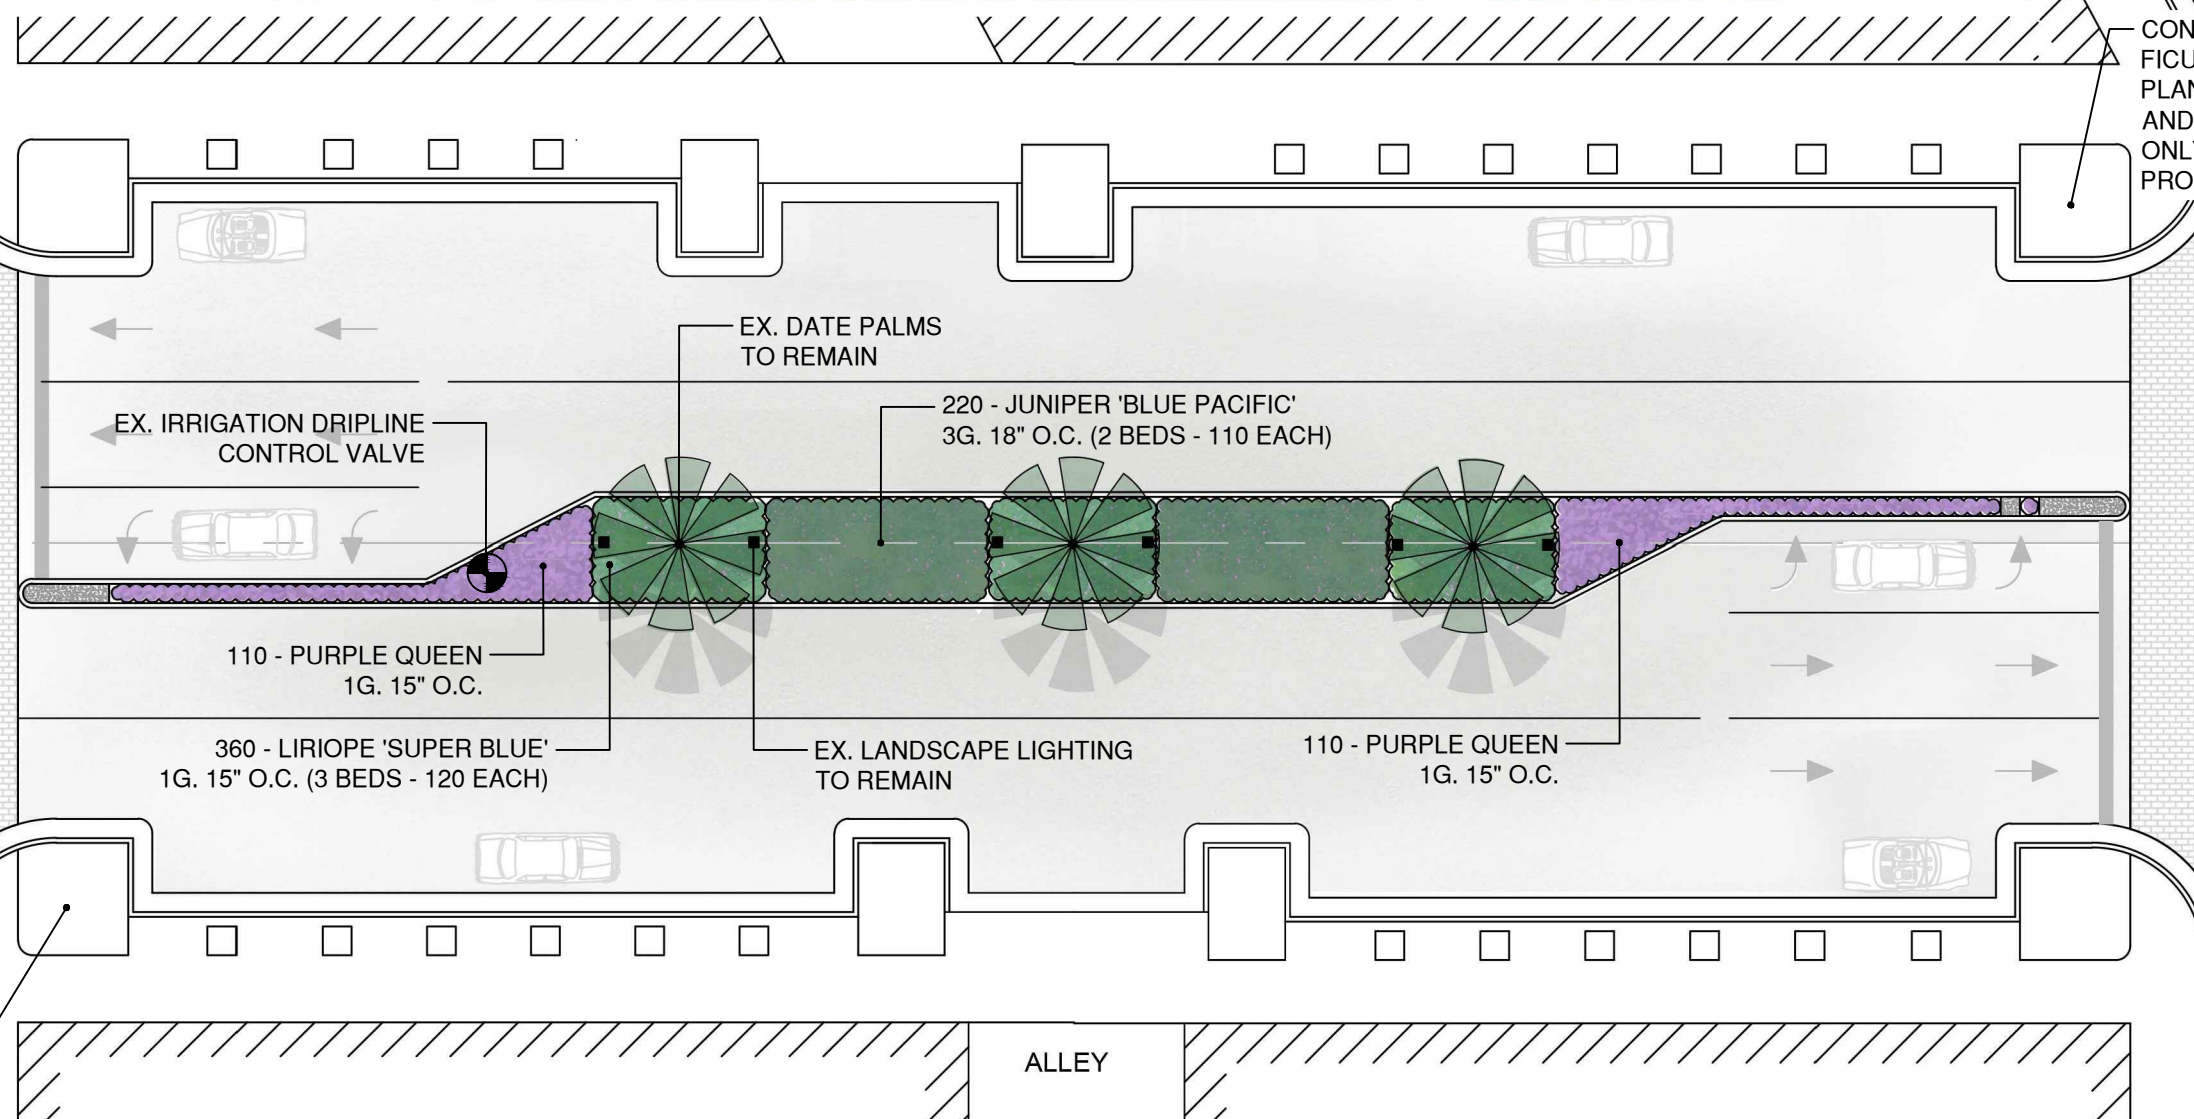 EX. DATE PALMS
TO REMAIN
220 - JUNIPER 'BLUE PACIFIC'
3G. 18" O.C. (2 BEDS - 110 EACH)
EX. IRRIGATION DRIPLINE
CONTROL VALVE
110 - PURPLE QUEEN
1G. 15" O.C.
360 - LIRIOPE 'SUPER BLUE'
1G. 15" O.C. (3 BEDS - 120 EACH)
EX. LANDSCAPE LIGHTING
TO REMAIN
110 - PURPLE QUEEN
1G. 15" O.C.
ALLEY
AND